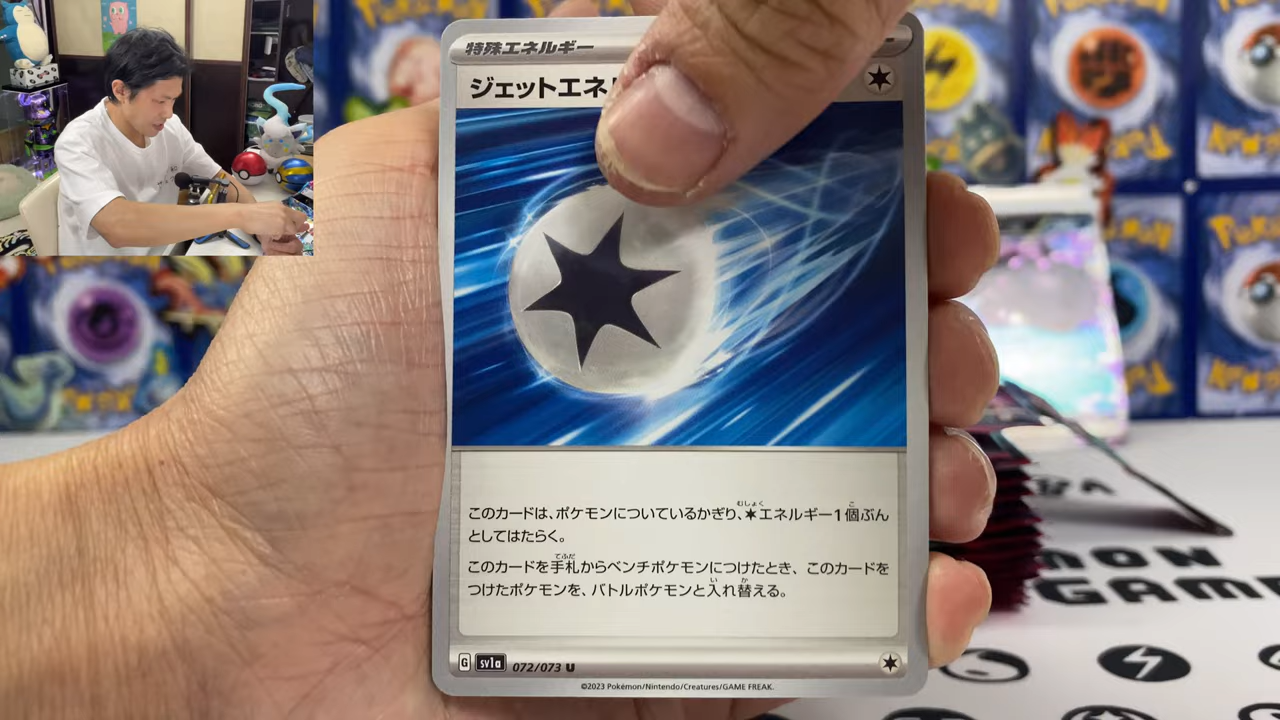 特殊エネルギー
ジェットエネ
このカードは、ポケモンについているかぎり、エネルギー1個ぶん
としてはたらく。
このカードを手札からベンチポケモンにつけたとき、このカードを
つけたポケモンを、バトルポケモンと入れ替える。
G sv1a 072/073 U
©2023 Pokémon/Nintendo/Creatures/GAME FREAK.
MON
GAME